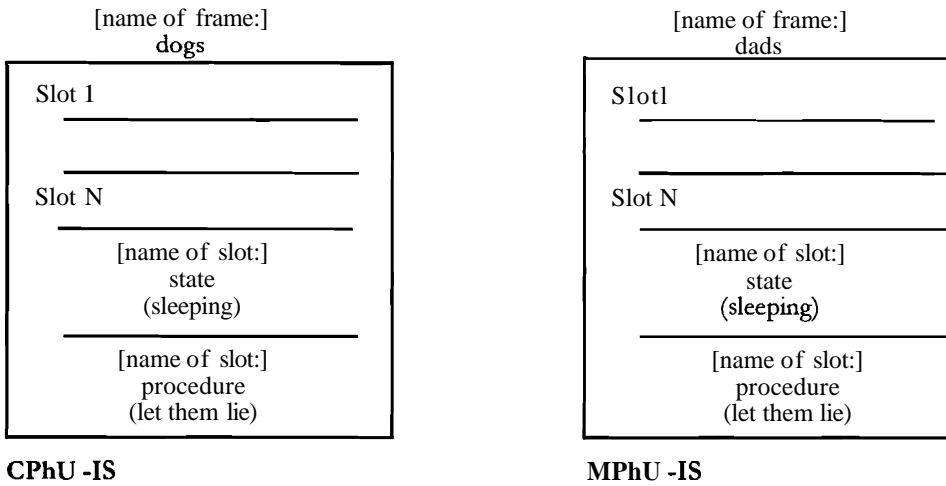 [name of frame:]
dogs
Slot 1
Slot N
[name of slot:]
state
(sleeping)
[name of slot:]
procedure
(let them lie)
CPhU -IS
[name of frame:]
dads
Slotl
Slot N
[name of slot:]
state
(sleeping)
[name of slot:]
procedure
(let them lie)
MPhU -IS